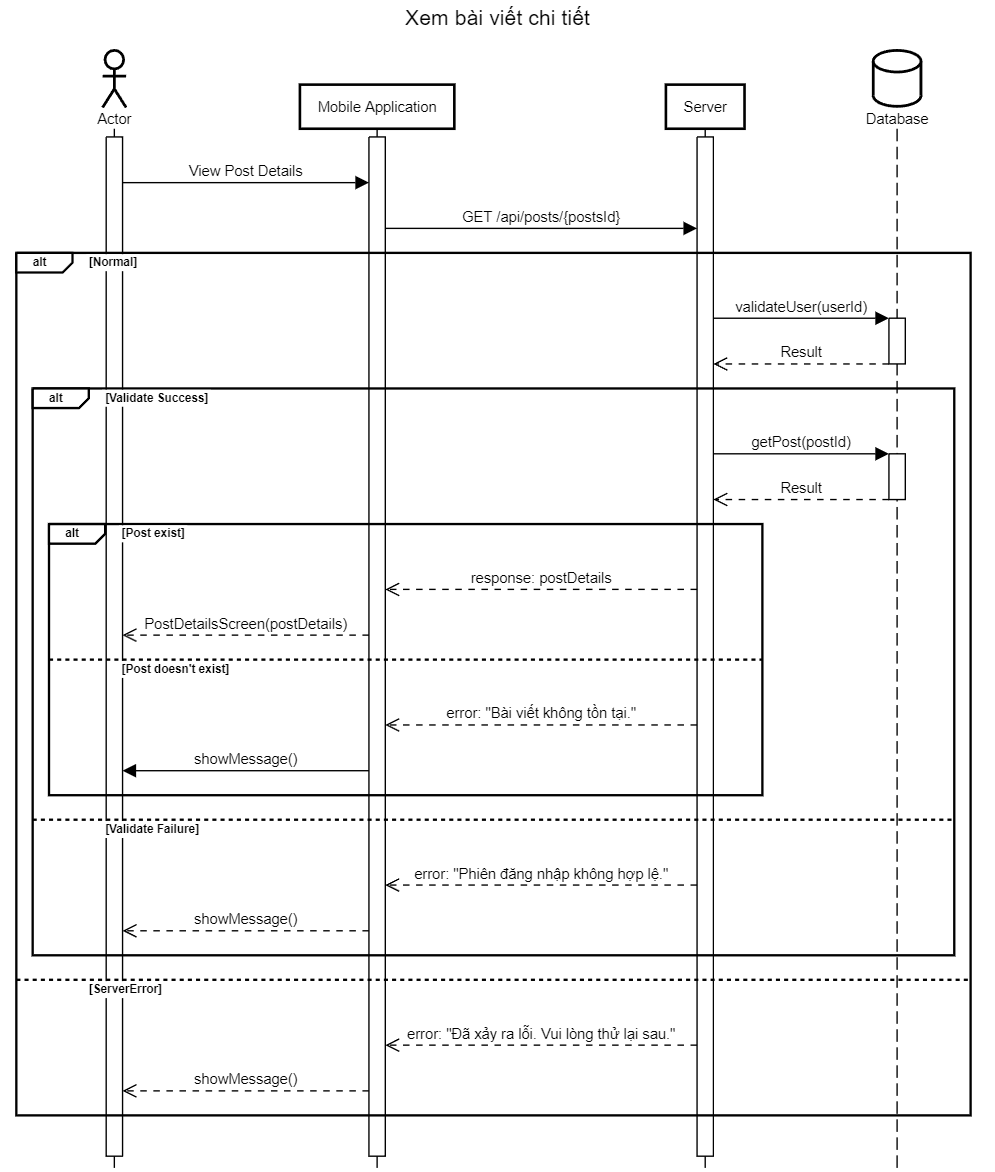 Xem bài viết chi tiết
Actor
Mobile Application
Server
Database
View Post Details
GET /api/posts/{postsId}
alt
[Normal]
validateUser(userId)
Result
alt
[Validate Success]
getPost(postId)
Result
alt
[Post exist]
response: postDetails
PostDetailsScreen(postDetails)
[Post doesn't exist]
error: "Bài viết không tồn tại."
showMessage()
[Validate Failure]
error: "Phiên đăng nhập không hợp lệ."
showMessage()
[ServerError]
error: "Đã xảy ra lỗi. Vui lòng thử lại sau."
showMessage()